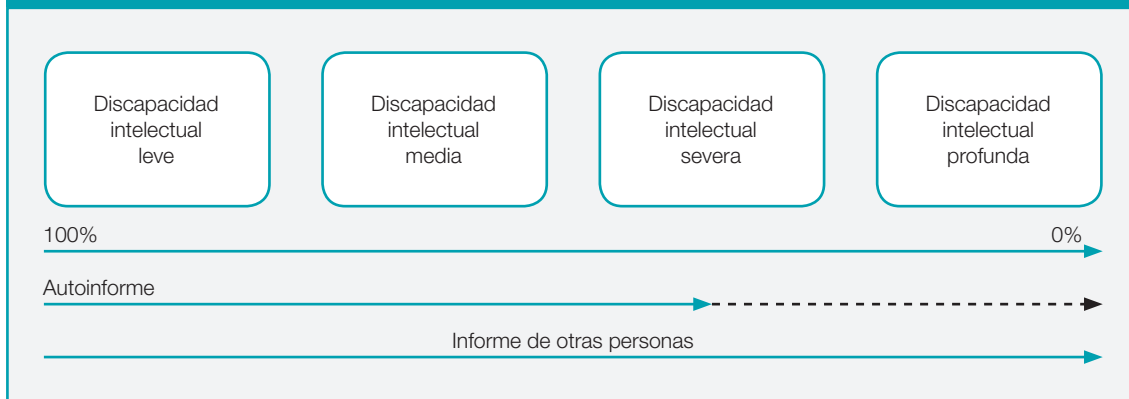 Discapacidad
intelectual
leve
Discapacidad
intelectual
media
Discapacidad
intelectual
severa
Discapacidad
intelectual
profunda
100%
0%
Autoinforme
Informe de otras personas